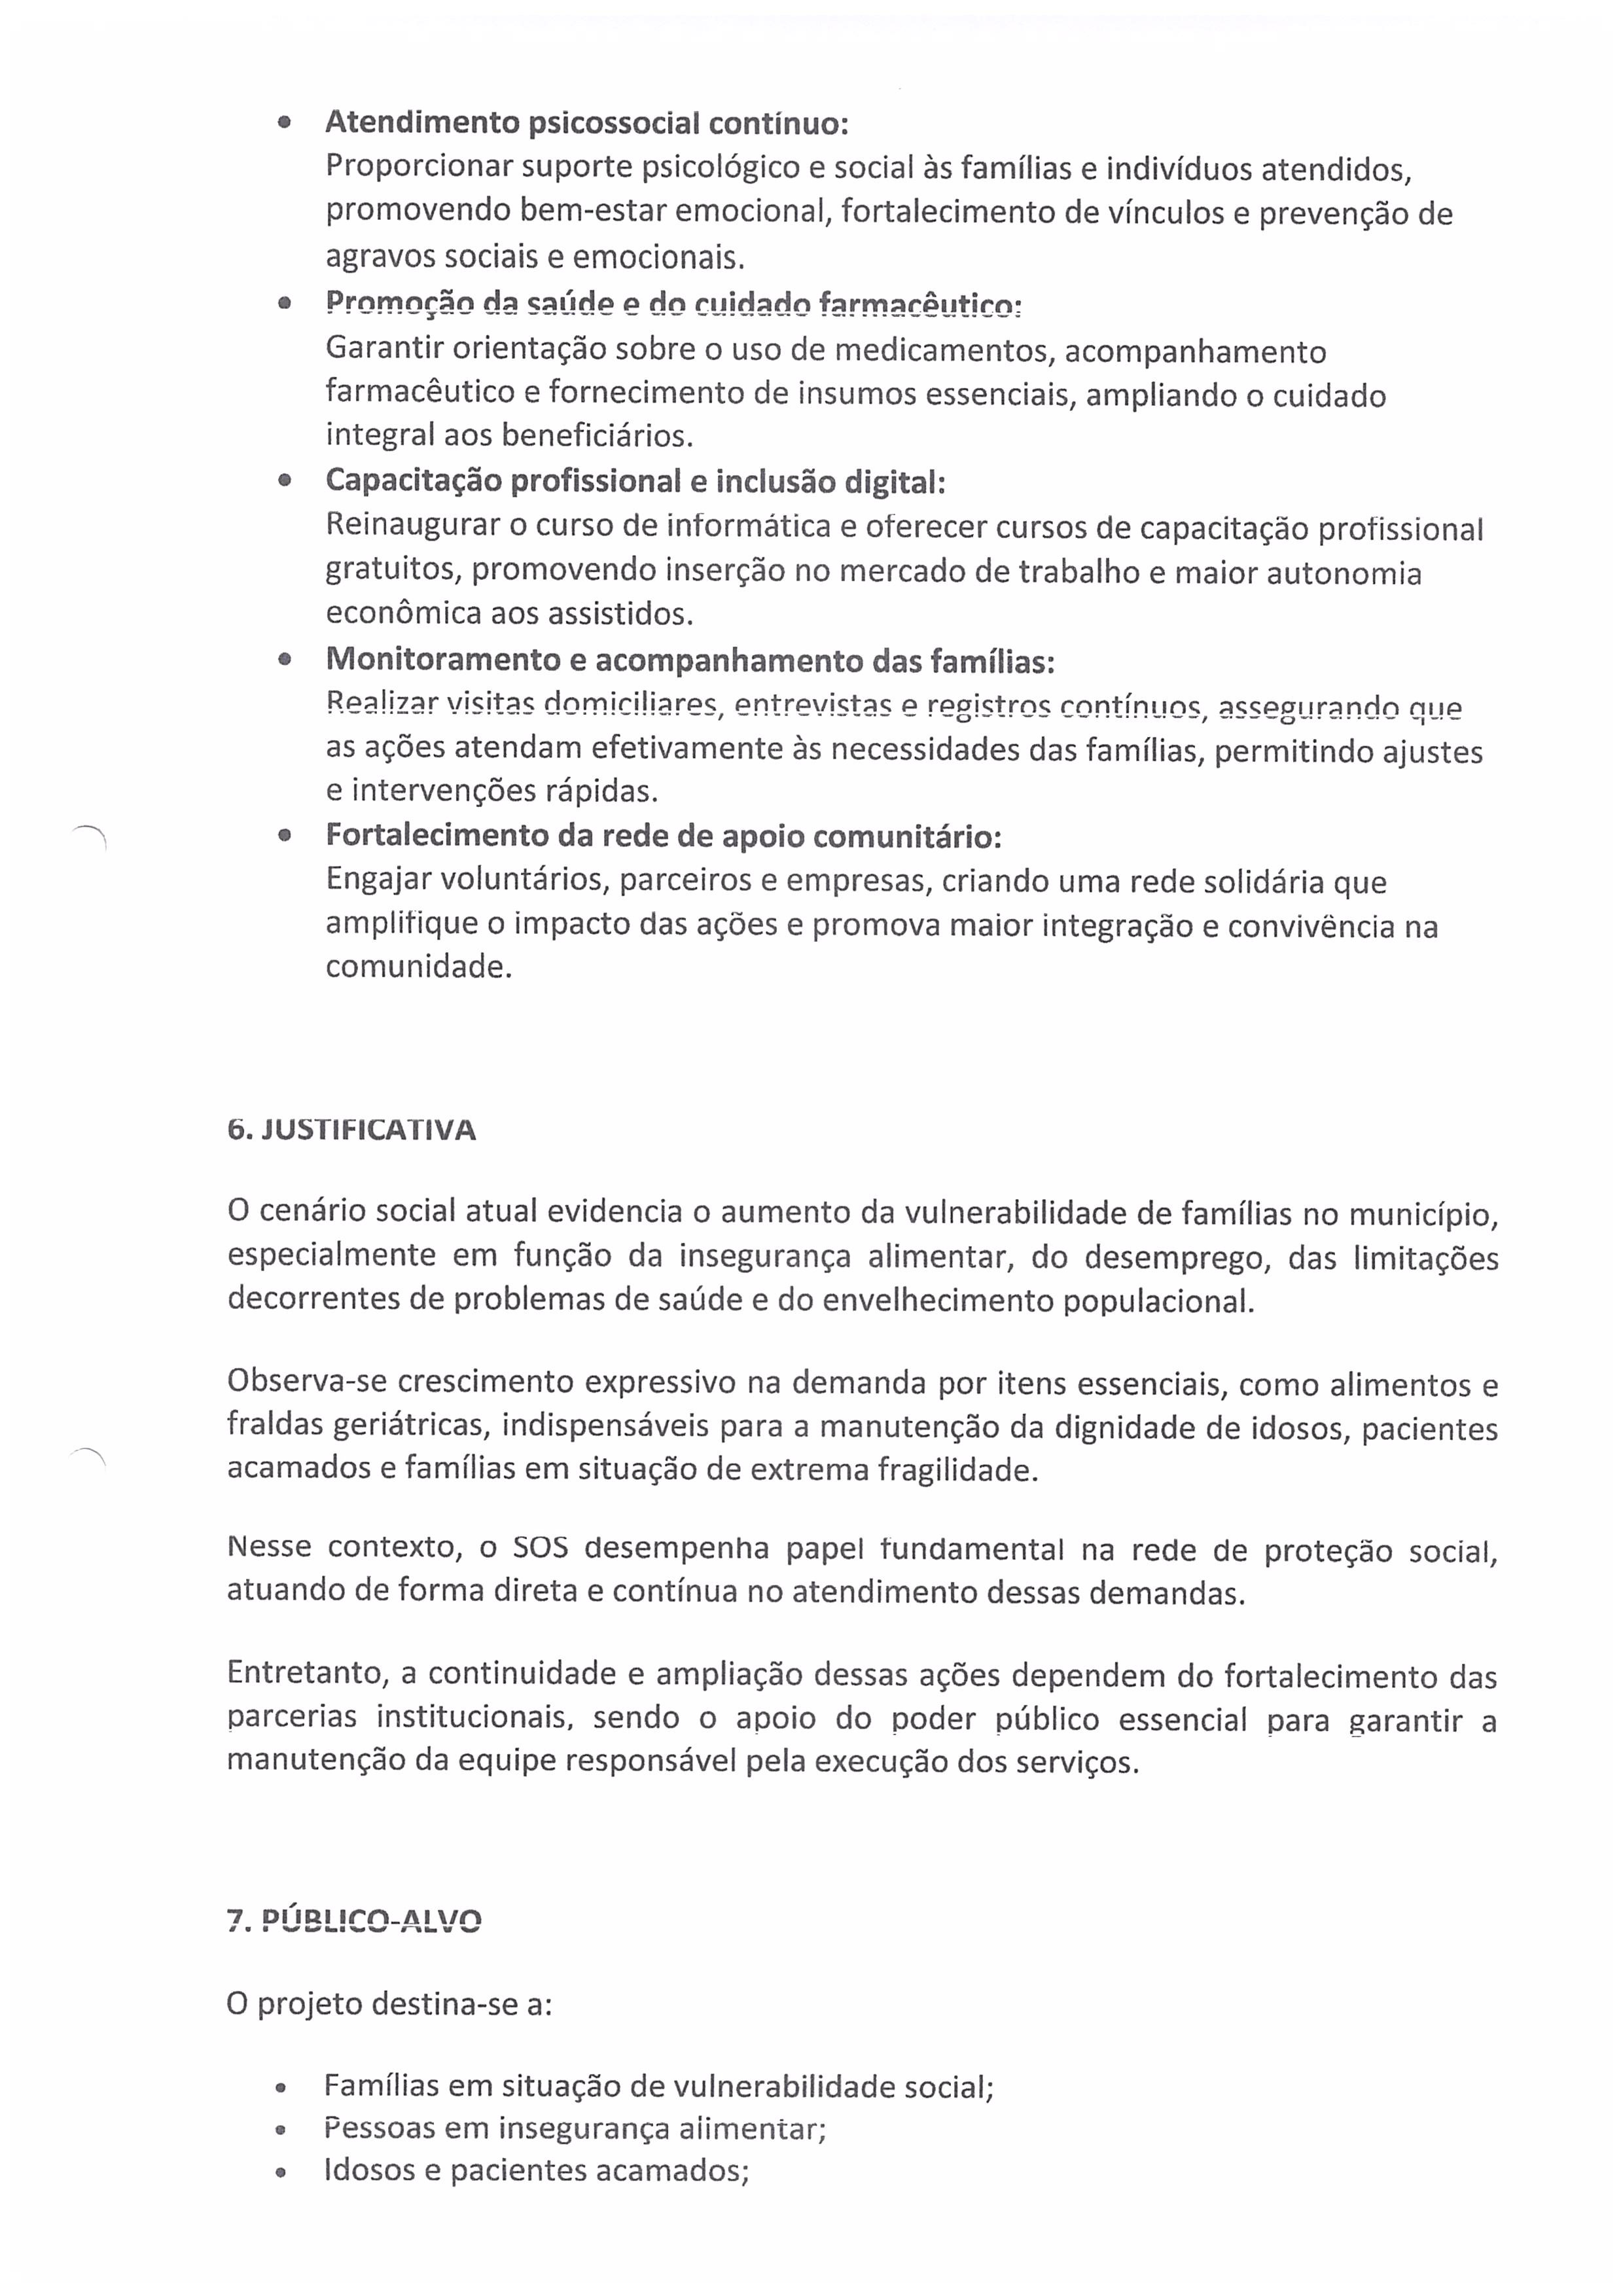 • Atendimento psicossocial contínuo:
Proporcionar suporte psicológico e social às famílias e indivíduos atendidos,
promovendo bem-estar emocional, fortalecimento de vínculos e prevenção de
agravos sociais e emocionais.
• Promoção da saúde e do cuidado farmacêutico:
Garantir orientação sobre o uso de medicamentos, acompanhamento
farmacêutico e fornecimento de insumos essenciais, ampliando o cuidado
integral aos beneficiários.
• Capacitação profissional e inclusão digital:
Reinaugurar o curso de informática e oferecer cursos de capacitação profissional
gratuitos, promovendo inserção no mercado de trabalho e maior autonomia
econômica aos assistidos.
• Monitoramento e acompanhamento das famílias:
Realizar visitas domiciliares, entrevistas e registros contínuos, assegurando que
as ações atendam efetivamente às necessidades das famílias, permitindo ajustes
e intervenções rápidas.
• Fortalecimento da rede de apoio comunitário:
Engajar voluntários, parceiros e empresas, criando uma rede solidária que
amplifique o impacto das ações e promova maior integração e convivência na
comunidade.
6. JUSTIFICATIVA
O cenário social atual evidencia o aumento da vulnerabilidade de famílias no município,
especialmente em função da insegurança alimentar, do desemprego, das limitações
decorrentes de problemas de saúde e do envelhecimento populacional.
Observa-se crescimento expressivo na demanda por itens essenciais, como alimentos e
fraldas geriátricas, indispensáveis para a manutenção da dignidade de idosos, pacientes
acamados e famílias em situação de extrema fragilidade.
Nesse contexto, o SOS desempenha papel fundamental na rede de proteção social,
atuando de forma direta e contínua no atendimento dessas demandas.
Entretanto, a continuidade e ampliação dessas ações dependem do fortalecimento das
parcerias institucionais, sendo o apoio do poder público essencial para garantir a
manutenção da equipe responsável pela execução dos serviços.
7. PÚBLICO-ALVO
O projeto destina-se a:
• Famílias em situação de vulnerabilidade social;
• Pessoas em insegurança alimentar;
• Idosos e pacientes acamados;